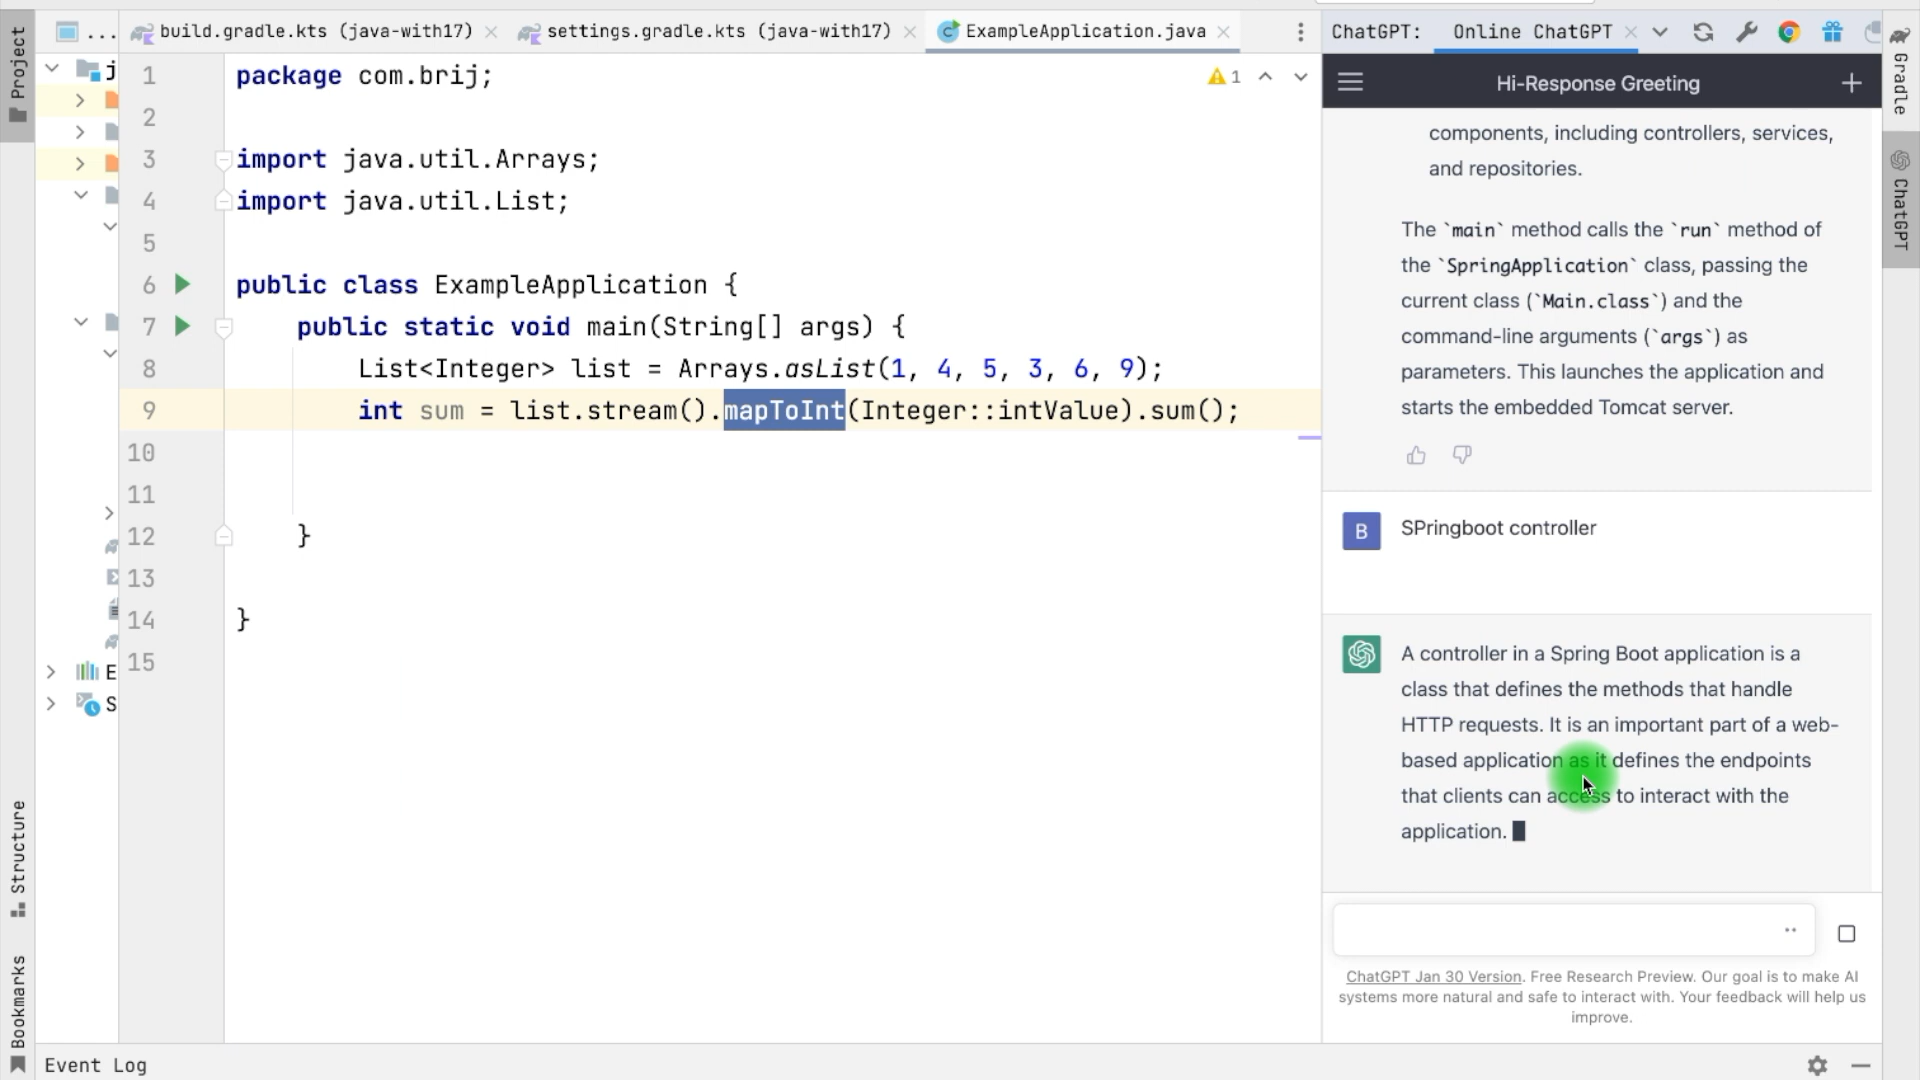 Project
...
build.gradle.kts (java-with17)
settings.gradle.kts (java-with17)
ExampleApplication.java
ChatGPT:
Online ChatGPT
Gradle
ChatGPT
j
E
S
Structure
Bookmarks
1 package com.brij;
1
2
3 import java.util.Arrays;
4 import java.util.List;
5
6 public class ExampleApplication {
7 public static void main(String[] args) {
8 List<Integer> list = Arrays.asList(1, 4, 5, 3, 6, 9);
9 int sum = list.stream().mapToInt(Integer::intValue).sum();
10
11
12 }
13
14 }
15
Hi-Response Greeting
components, including controllers, services,
and repositories.
The `main` method calls the `run` method of
the `SpringApplication` class, passing the
current class (`Main.class`) and the
command-line arguments (`args`) as
parameters. This launches the application and
starts the embedded Tomcat server.
B
SPringboot controller
A controller in a Spring Boot application is a
class that defines the methods that handle
HTTP requests. It is an important part of a web-
based application as it defines the endpoints
that clients can access to interact with the
application.
ChatGPT Jan 30 Version. Free Research Preview. Our goal is to make AI
systems more natural and safe to interact with. Your feedback will help us
improve.
Event Log